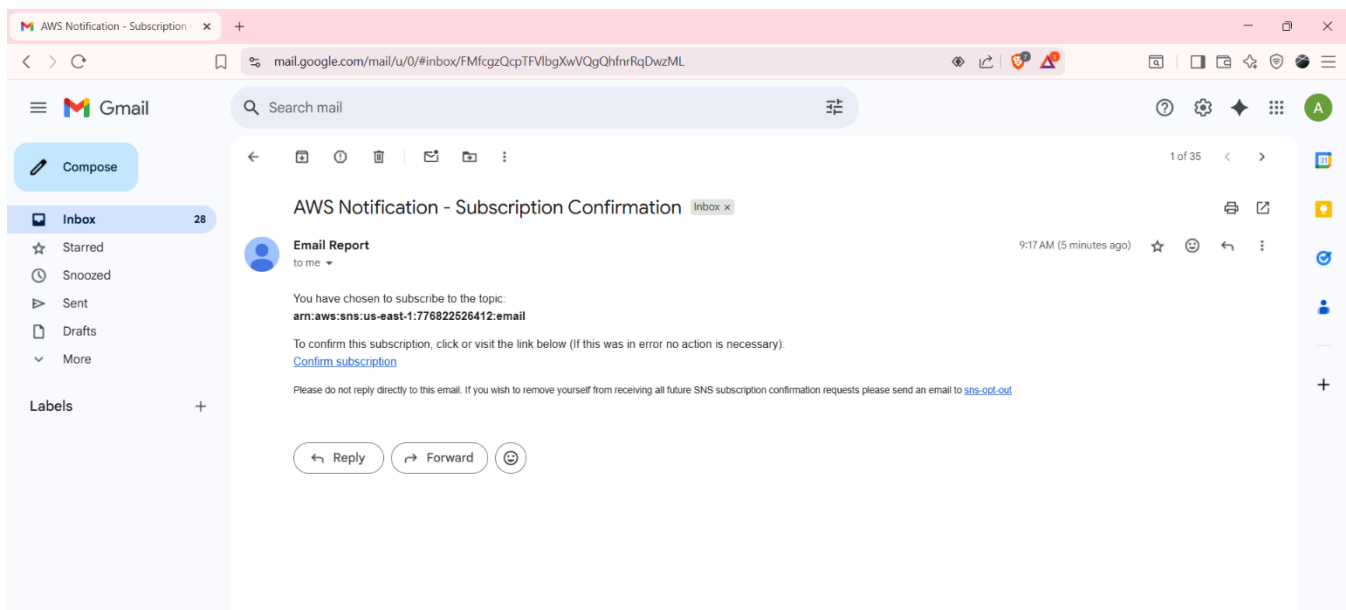 AWS Notification - Subscription
mail.google.com/mail/u/0/#inbox/FMfcgzQcpTFVlbgXwVQgQhfnrRqDwzML
Gmail
Search mail
A
Compose
1 of 35
31
AWS Notification - Subscription Confirmation Inbox x
Inbox 28
Starred
Snoozed
Sent
Drafts
More
Labels
Email Report
9:17 AM (5 minutes ago)
to me
You have chosen to subscribe to the topic:
arn:aws:sns:us-east-1:776822526412:email
To confirm this subscription, click or visit the link below (If this was in error no action is necessary):
Confirm subscription
Please do not reply directly to this email. If you wish to remove yourself from receiving all future SNS subscription confirmation requests please send an email to sns-opt-out
Reply
Forward